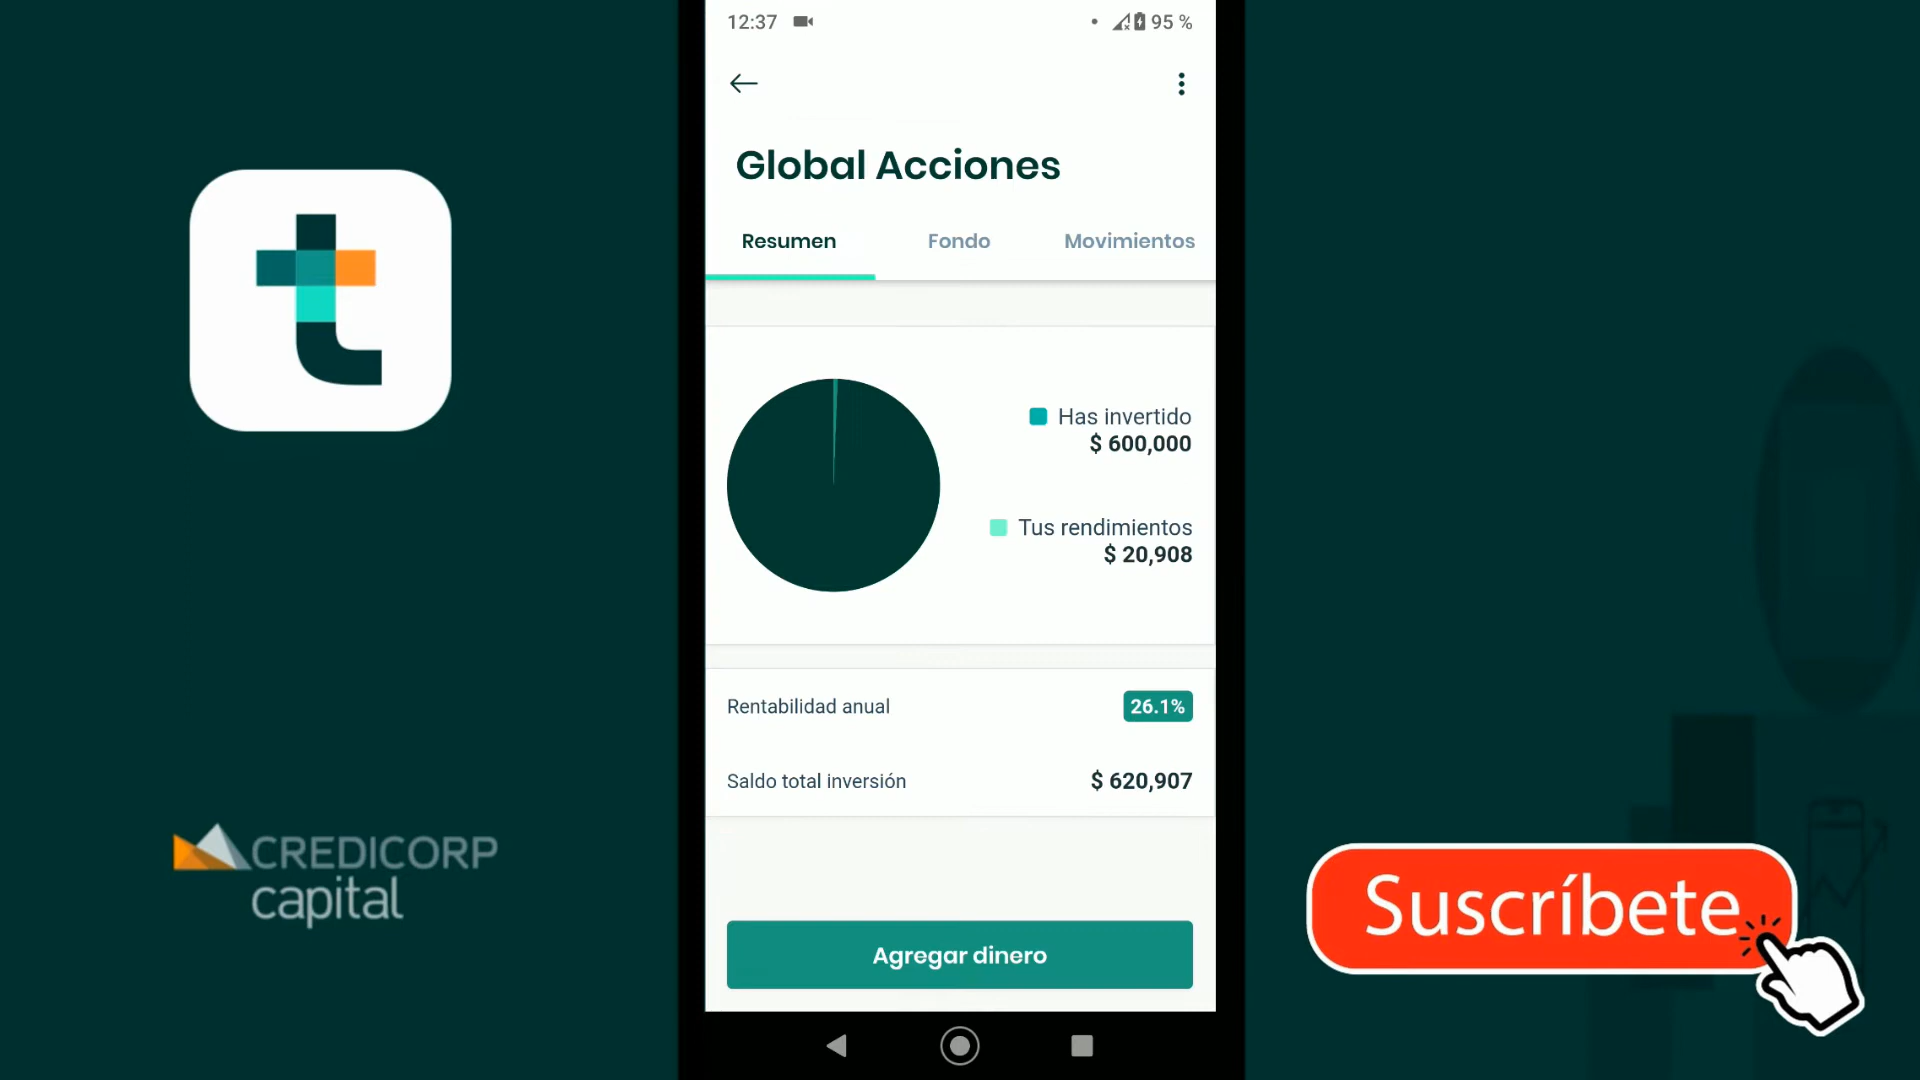 12:37
95 %
Global Acciones
Resumen Fondo Movimientos
Has invertido
$ 600,000
Tus rendimientos
$ 20,908
Rentabilidad anual 26.1%
Saldo total inversión $ 620,907
Agregar dinero
t
CREDICORP
capital
Suscríbete